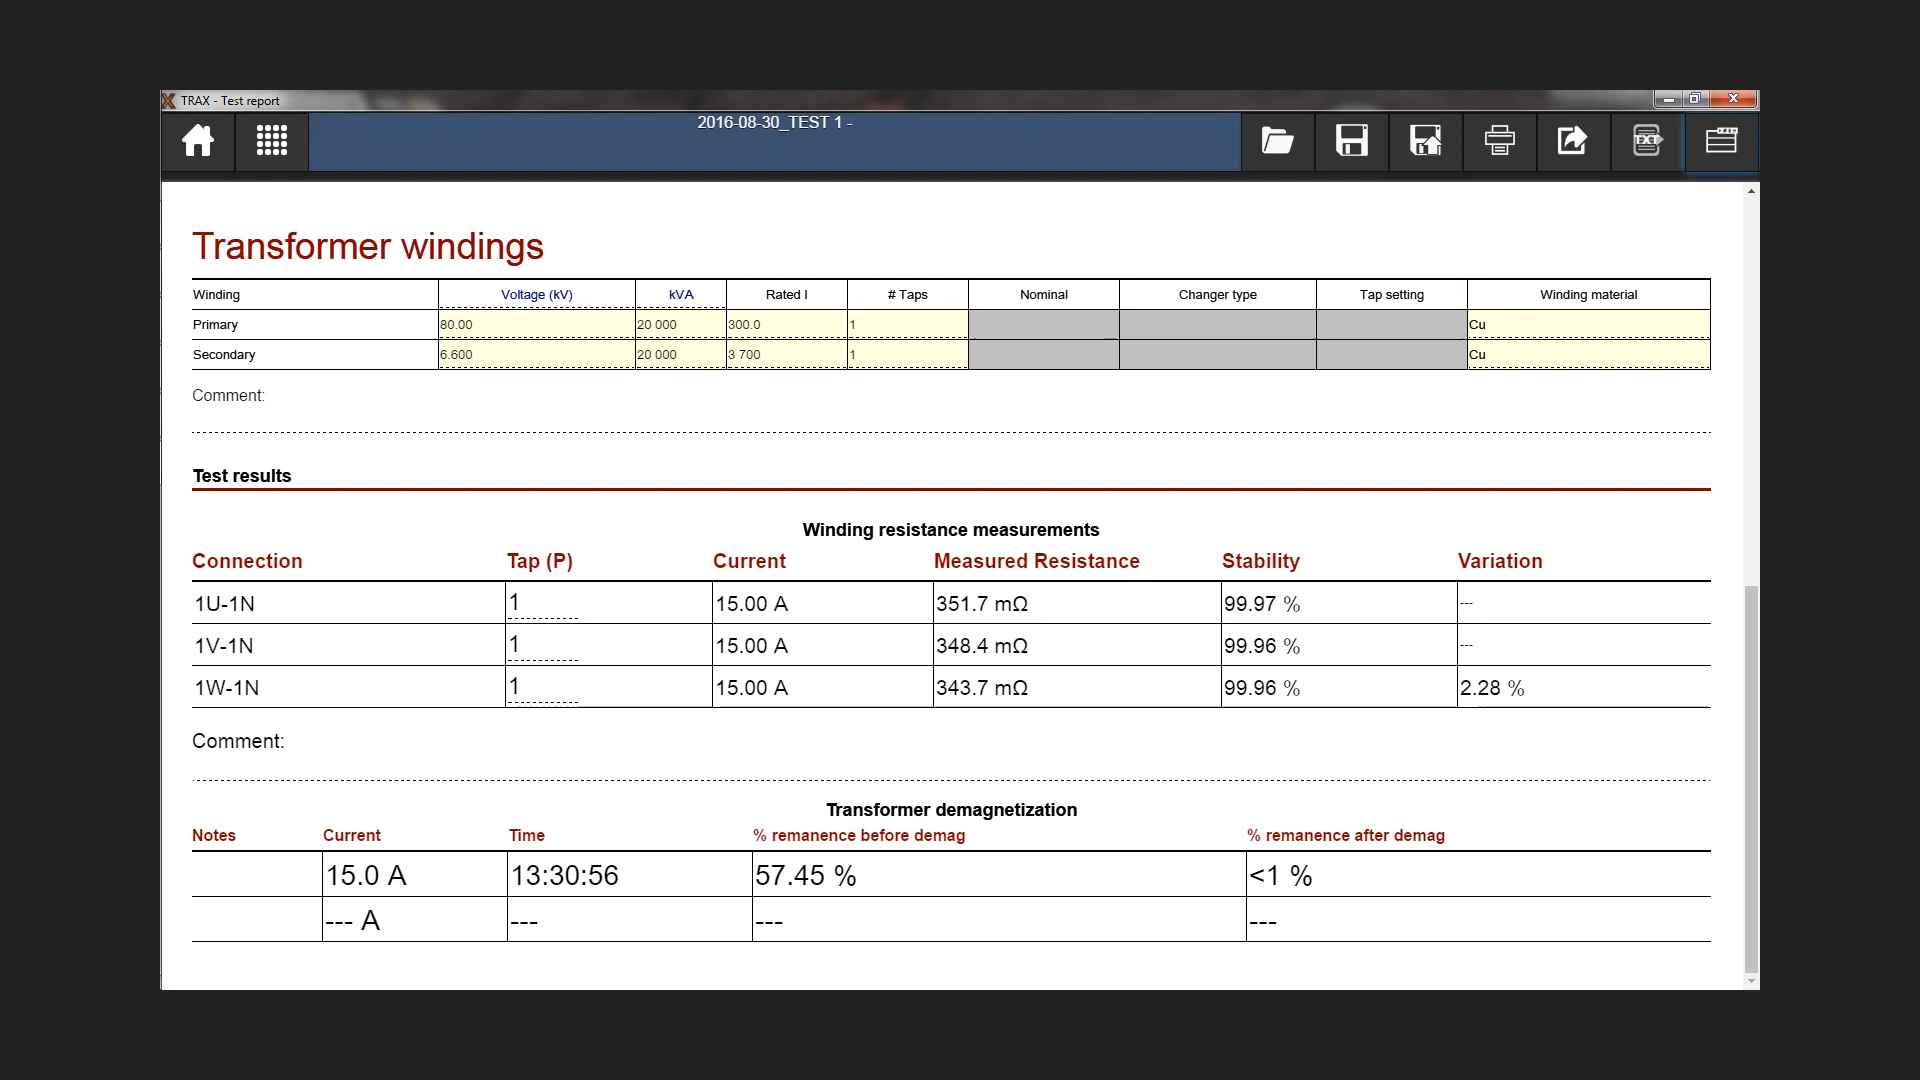 TRAX - Test report
2016-08-30_TEST 1 -
TXT
Transformer windings
Winding Voltage (kV) kVA Rated I # Taps Nominal Changer type Tap setting Winding material
Primary 80.00 20 000 300.0 1 Cu
Secondary 6.600 20 000 3 700 1 Cu
Comment:
Test results
Winding resistance measurements
Connection Tap (P) Current Measured Resistance Stability Variation
1U-1N 1 15.00 A 351.7 mΩ 99.97 % ---
1V-1N 1 15.00 A 348.4 mΩ 99.96 % ---
1W-1N 1 15.00 A 343.7 mΩ 99.96 % 2.28 %
Comment:
Transformer demagnetization
Notes Current Time % remanence before demag % remanence after demag
15.0 A 13:30:56 57.45 % <1 %
--- A --- --- ---